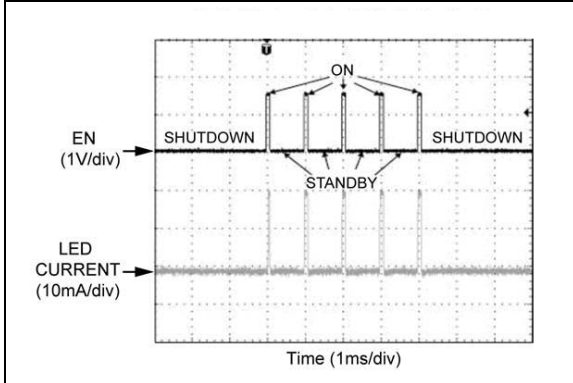 ON
EN
(1V/div)
SHUTDOWN
SHUTDOWN
STANDBY
LED
CURRENT
(10mA/div)
Time (1ms/div)